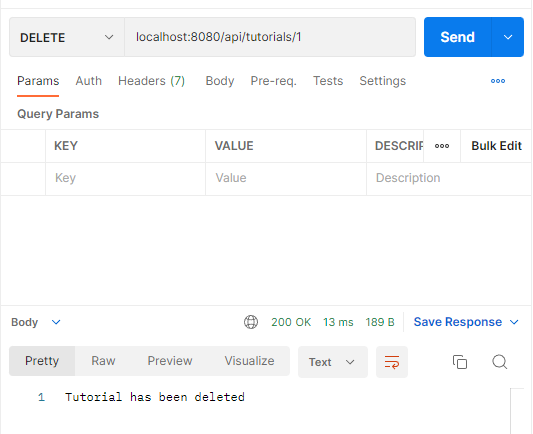 DELETE localhost:8080/api/tutorials/1 Send
Params Auth Headers (7) Body Pre-req. Tests Settings
Query Params
KEY VALUE DESCRIP Bulk Edit
Key Value Description
Body 200 OK 13 ms 189 B Save Response
Pretty Raw Preview Visualize Text
1 Tutorial has been deleted